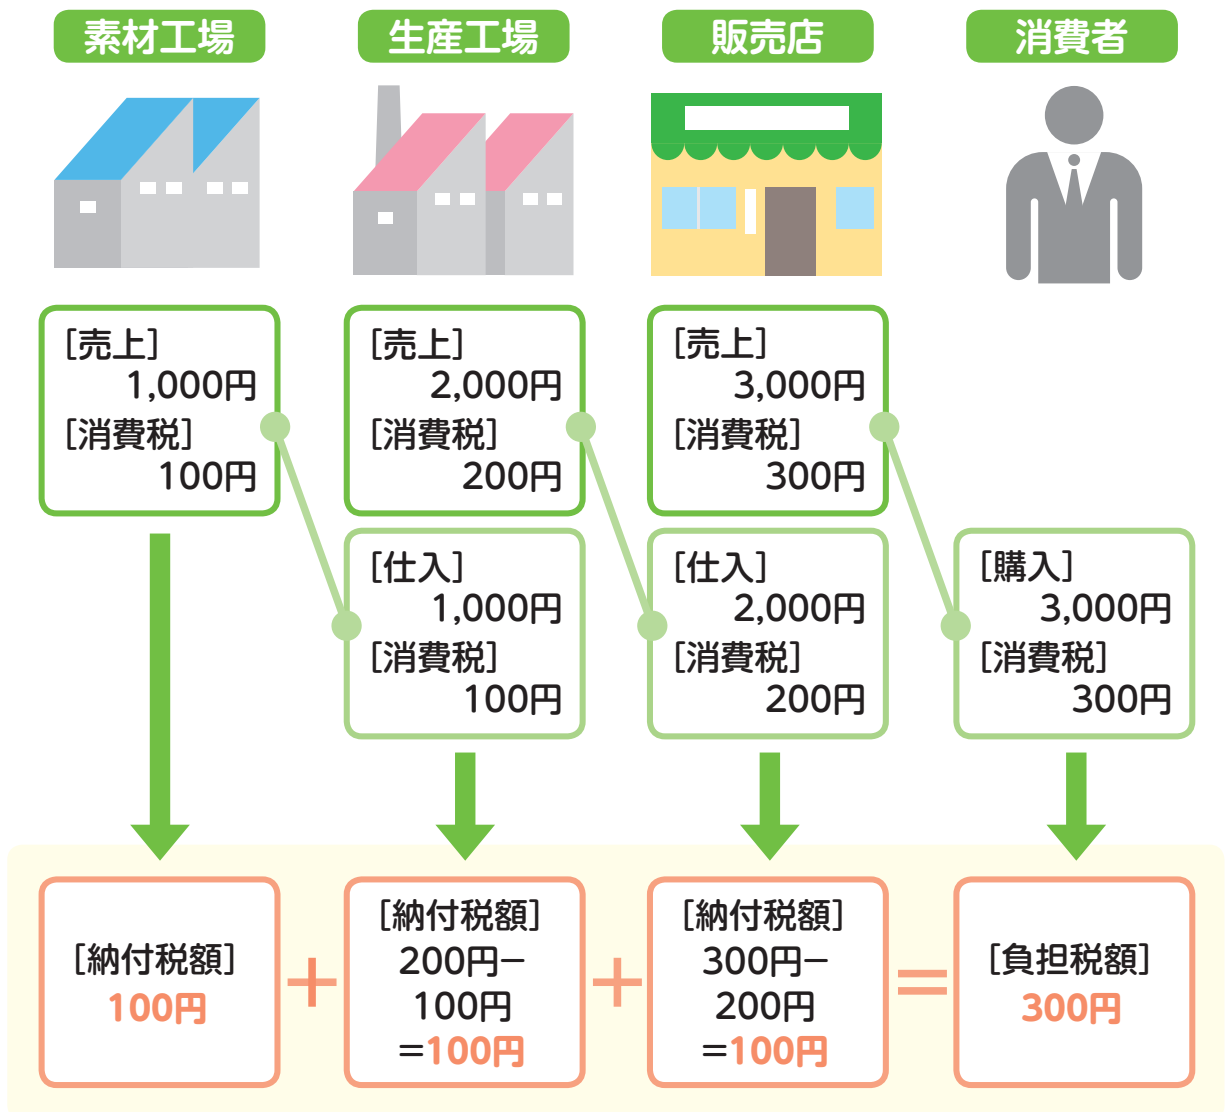 素材工場
生産工場
販売店
消費者
[売上]
1,000円
[消費税]
100円
[売上]
2,000円
[消費税]
200円
[売上]
3,000円
[消費税]
300円
[仕入]
1,000円
[消費税]
100円
[仕入]
2,000円
[消費税]
200円
[購入]
3,000円
[消費税]
300円
[納付税額]
100円
+
[納付税額]
200円−
100円
=100円
+
[納付税額]
300円−
200円
=100円
=
[負担税額]
300円